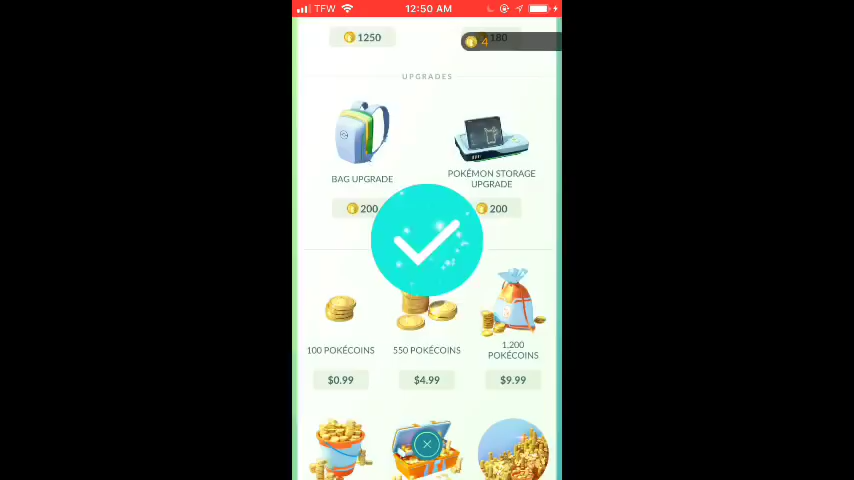 TFW 12:50 AM
1250 180
4
UPGRADES
BAG UPGRADE
POKÉMON STORAGE
UPGRADE
200 200
100 POKÉCOINS 550 POKÉCOINS 1,200
POKÉCOINS
$0.99 $4.99 $9.99